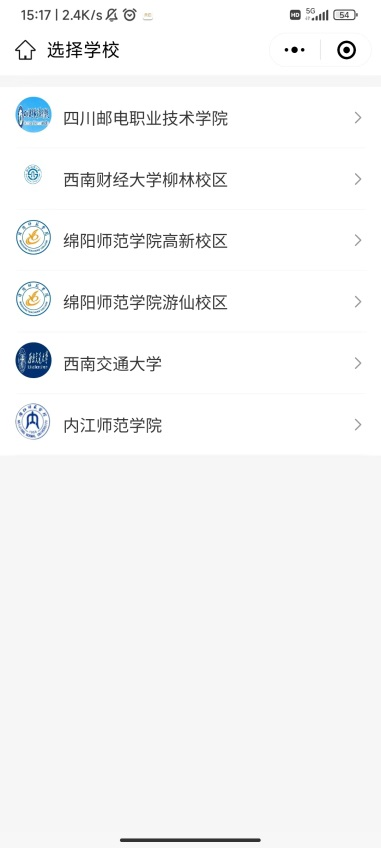 15:17 | 2.4K/s
HD 5G 54
选择学校
四川邮电职业技术学院
西南财经大学柳林校区
绵阳师范学院高新校区
绵阳师范学院游仙校区
西南交通大学
内江师范学院